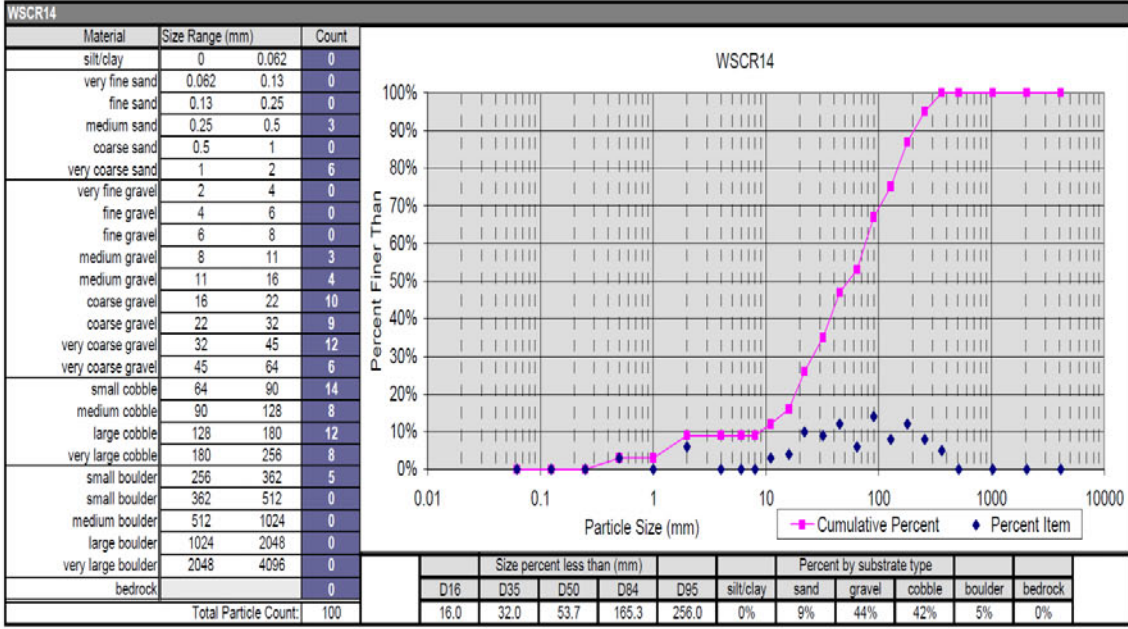 WSCR14
Material Size Range (mm) Count
silt/clay 0 0.062 0
very fine sand 0.062 0.13 0
fine sand 0.13 0.25 0
medium sand 0.25 0.5 3
coarse sand 0.5 1 0
very coarse sand 1 2 6
very fine gravel 2 4 0
fine gravel 4 6 0
fine gravel 6 8 0
medium gravel 8 11 3
medium gravel 11 16 4
coarse gravel 16 22 10
coarse gravel 22 32 9
very coarse gravel 32 45 12
very coarse gravel 45 64 6
small cobble 64 90 14
medium cobble 90 128 8
large cobble 128 180 12
very large cobble 180 256 8
small boulder 256 362 5
small boulder 362 512 0
medium boulder 512 1024 0
large boulder 1024 2048 0
very large boulder 2048 4096 0
bedrock 0
Total Particle Count: 100
WSCR14
Percent Finer Than
100%
90%
80%
70%
60%
50%
40%
30%
20%
10%
0%
0.01 0.1 1 10 100 1000 10000
Particle Size (mm)
Cumulative Percent Percent Item
Size percent less than (mm) Percent by substrate type
D16 D35 D50 D84 D95 silt/clay sand gravel cobble boulder bedrock
16.0 32.0 53.7 165.3 256.0 0% 9% 44% 42% 5% 0%